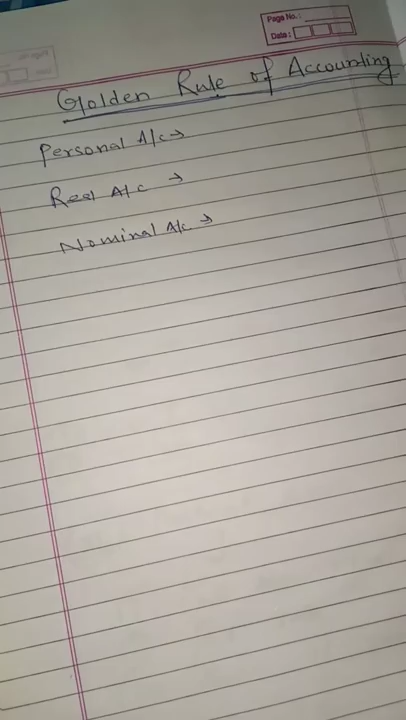 Page No.:
Date:
Golden Rule of Accounting
Personal A/c →
Real A/c →
Nominal A/c →